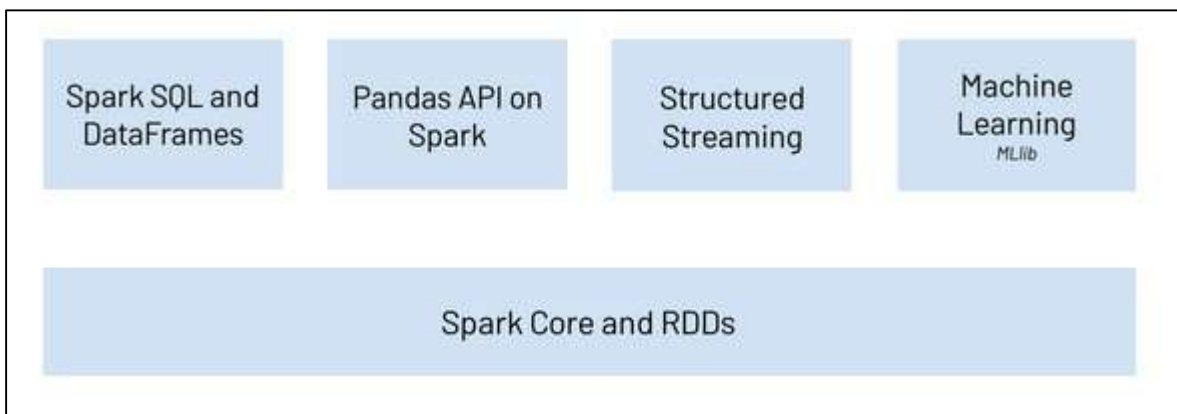 Spark SQL and
DataFrames
Pandas API on
Spark
Structured
Streaming
Machine
Learning
MLlib
Spark Core and RDDs